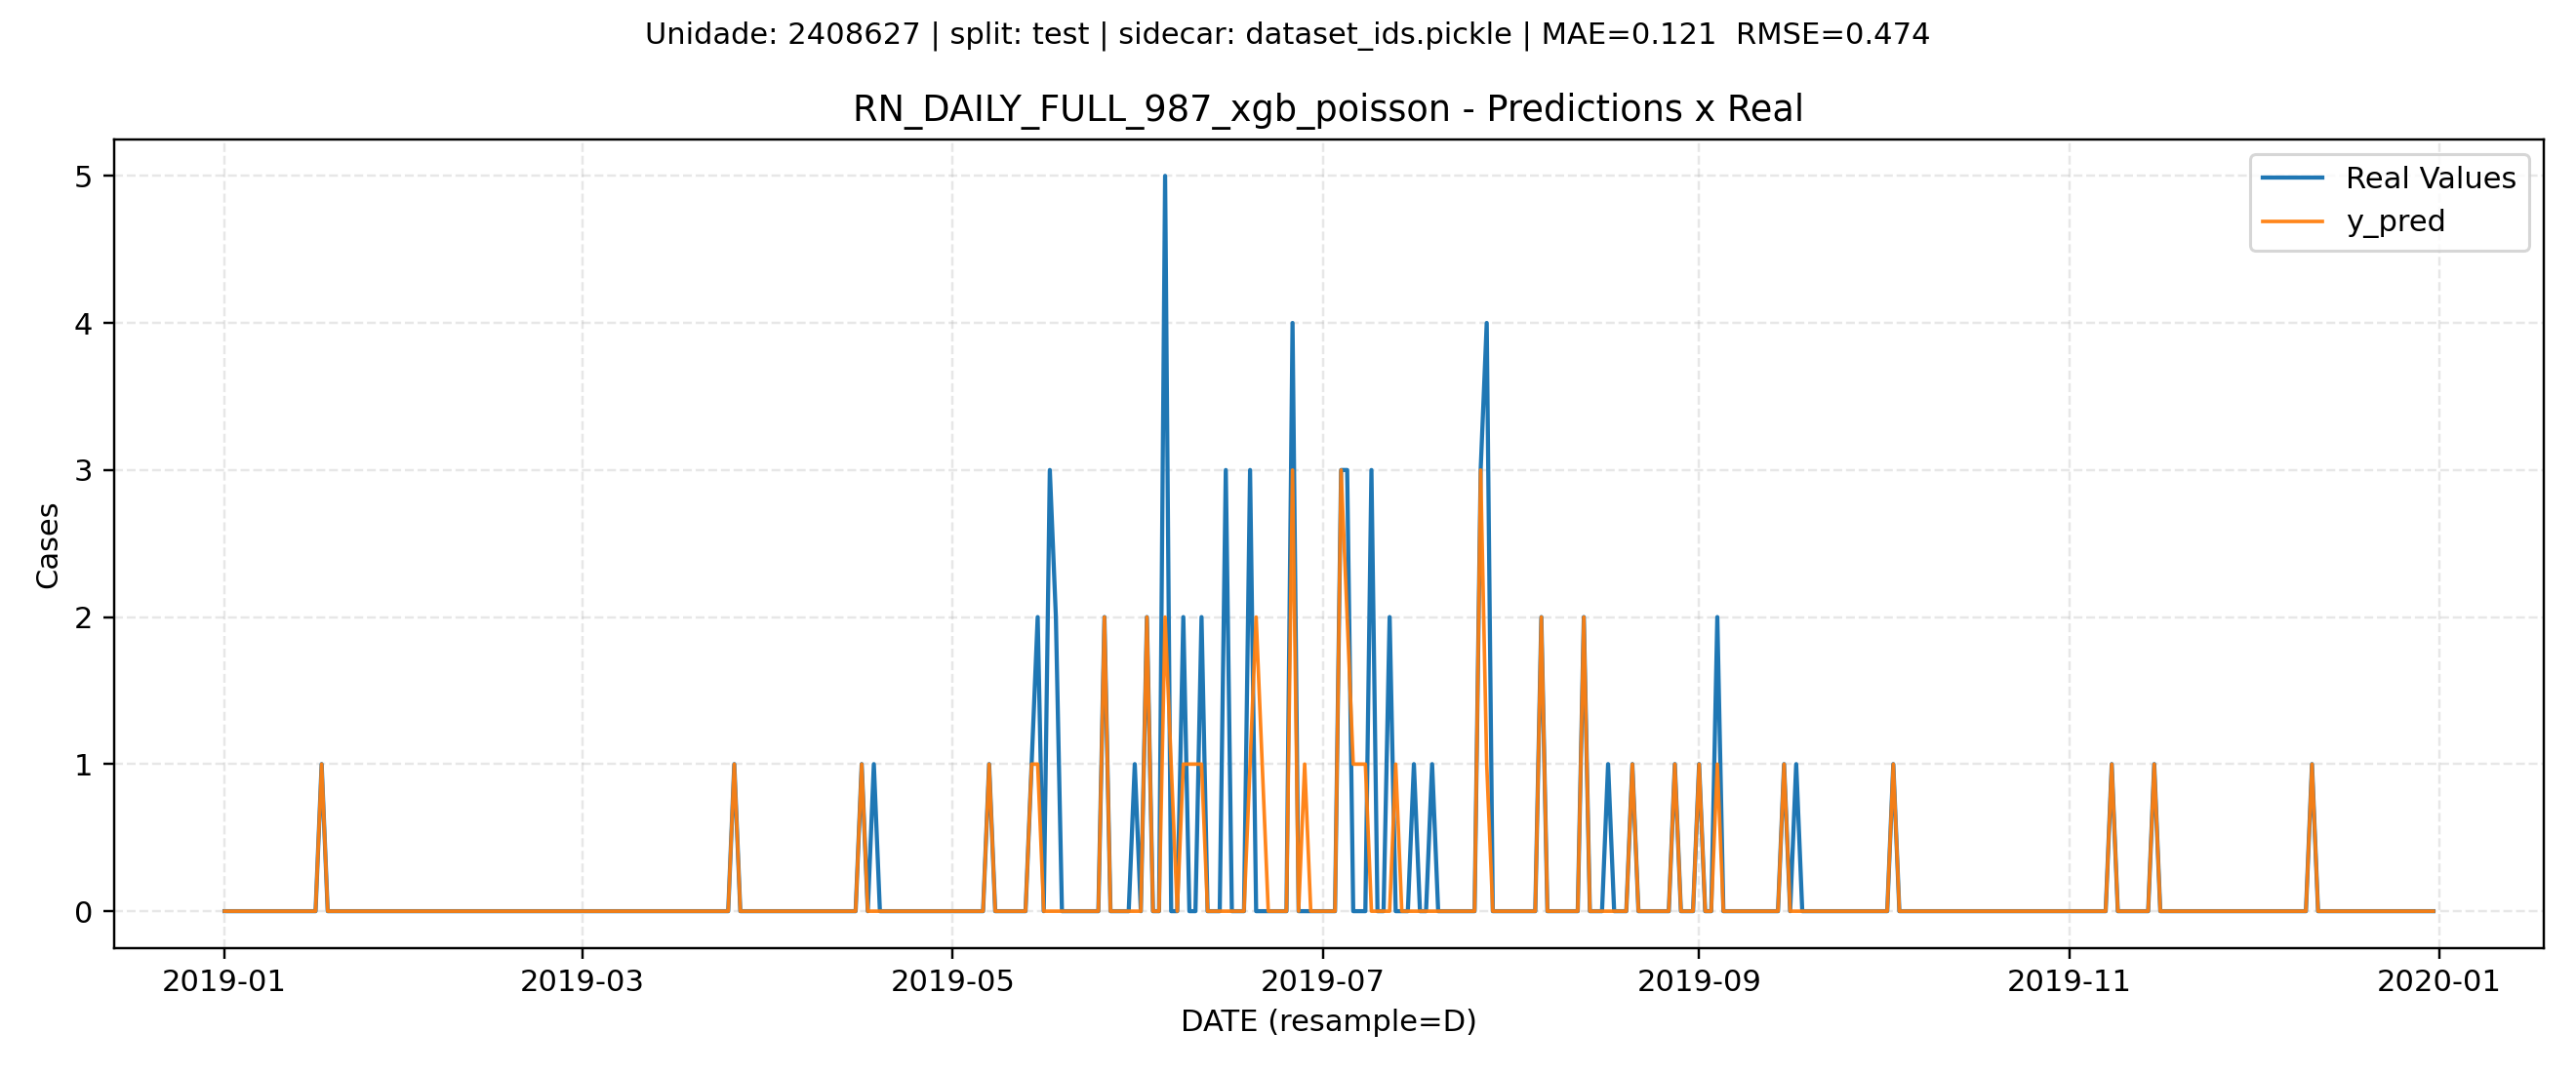 Unidade: 2408627 | split: test | sidecar: dataset_ids.pickle | MAE=0.121  RMSE=0.474
RN_DAILY_FULL_987_xgb_poisson - Predictions x Real
Real Values
y_pred
5
4
3
2
1
0
Cases
2019-01
2019-03
2019-05
2019-07
2019-09
2019-11
2020-01
DATE (resample=D)